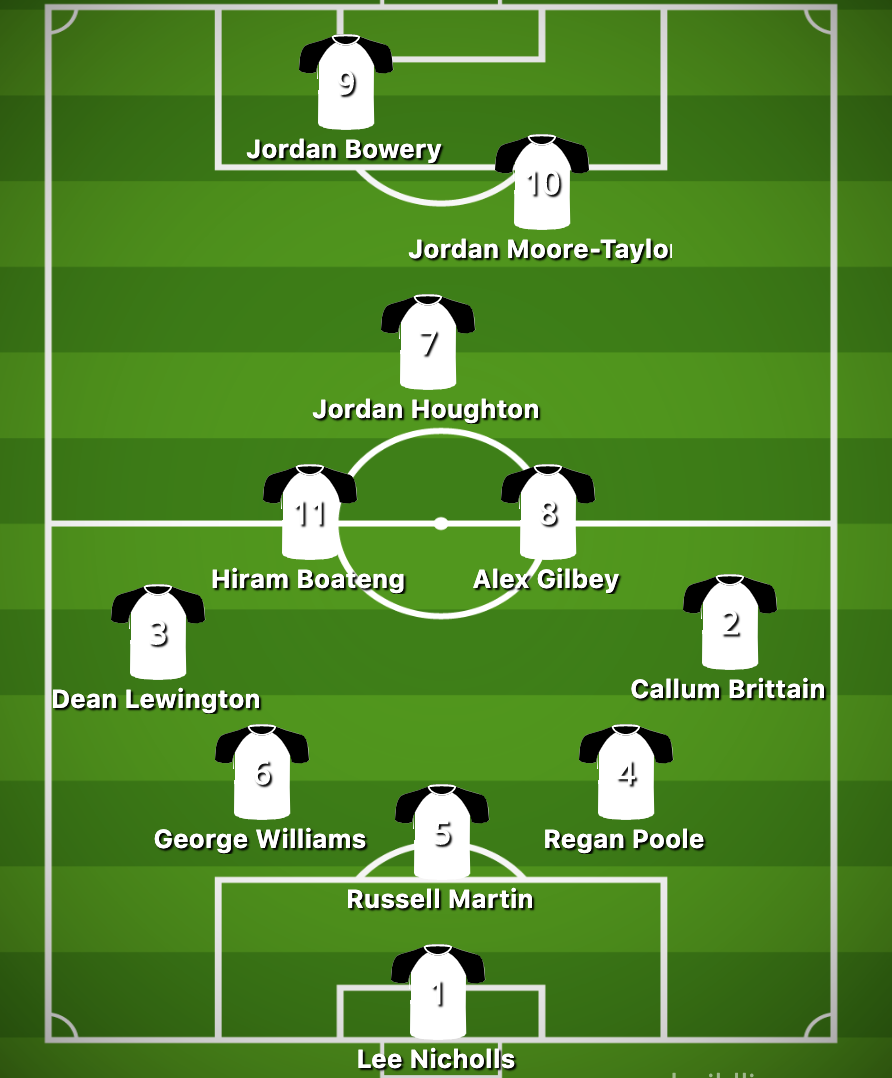 9
Jordan Bowery
10
Jordan Moore-Taylo
7
Jordan Houghton
11
8
Hiram Boateng
Alex Gilbey
2
3
Callum Brittain
Dean Lewington
6
4
George Williams
Regan Poole
5
Russell Martin
1
Lee Nicholls